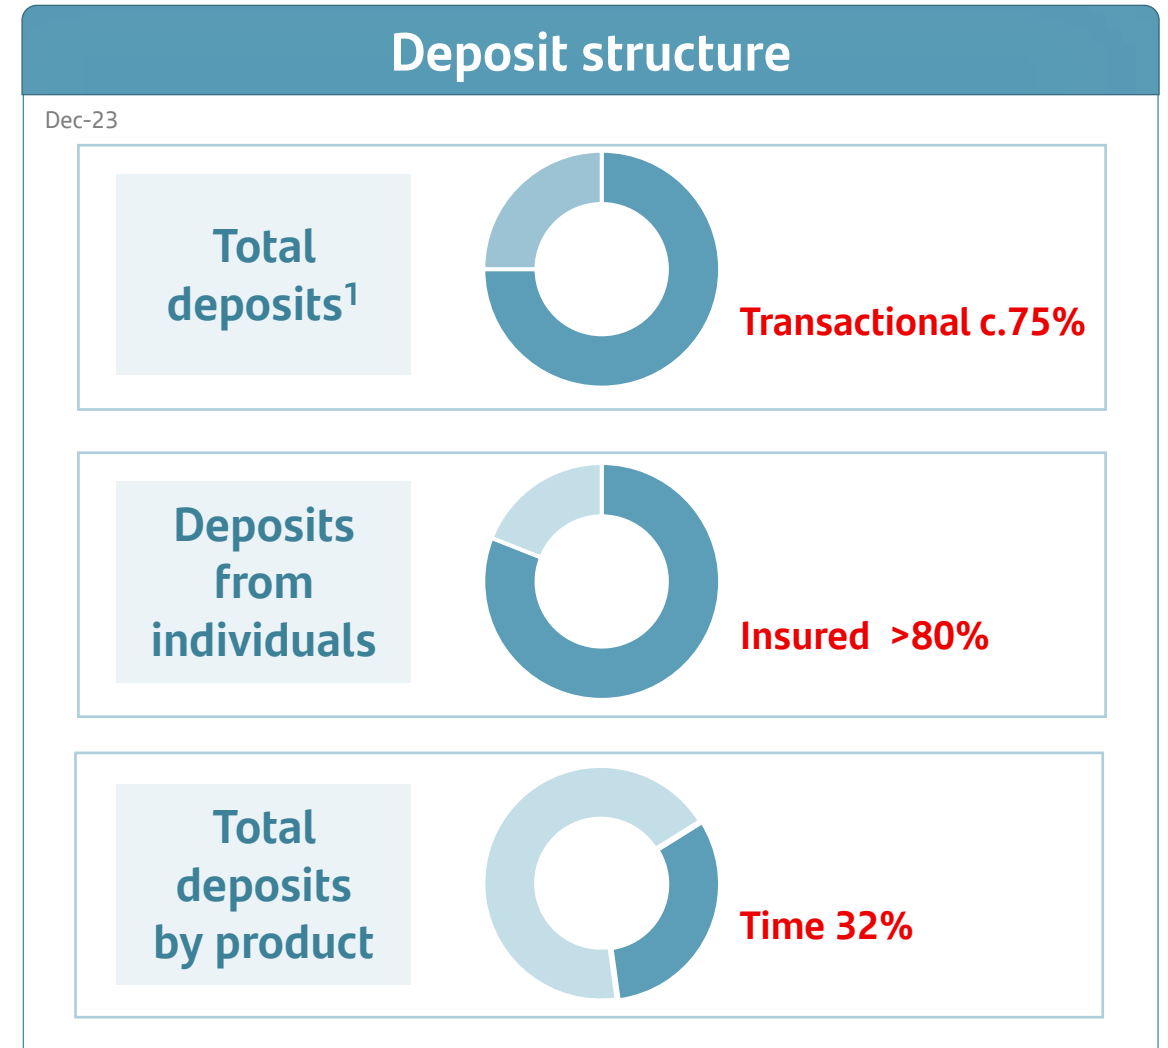 Deposit structure
Dec-23
Total
deposits¹
Transactional c.75%
Deposits
from
individuals
Insured >80%
Total
deposits
by product
Time 32%